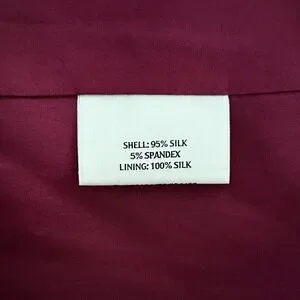 SHELL: 95% SILK
5% SPANDEX
LINING: 100% SILK